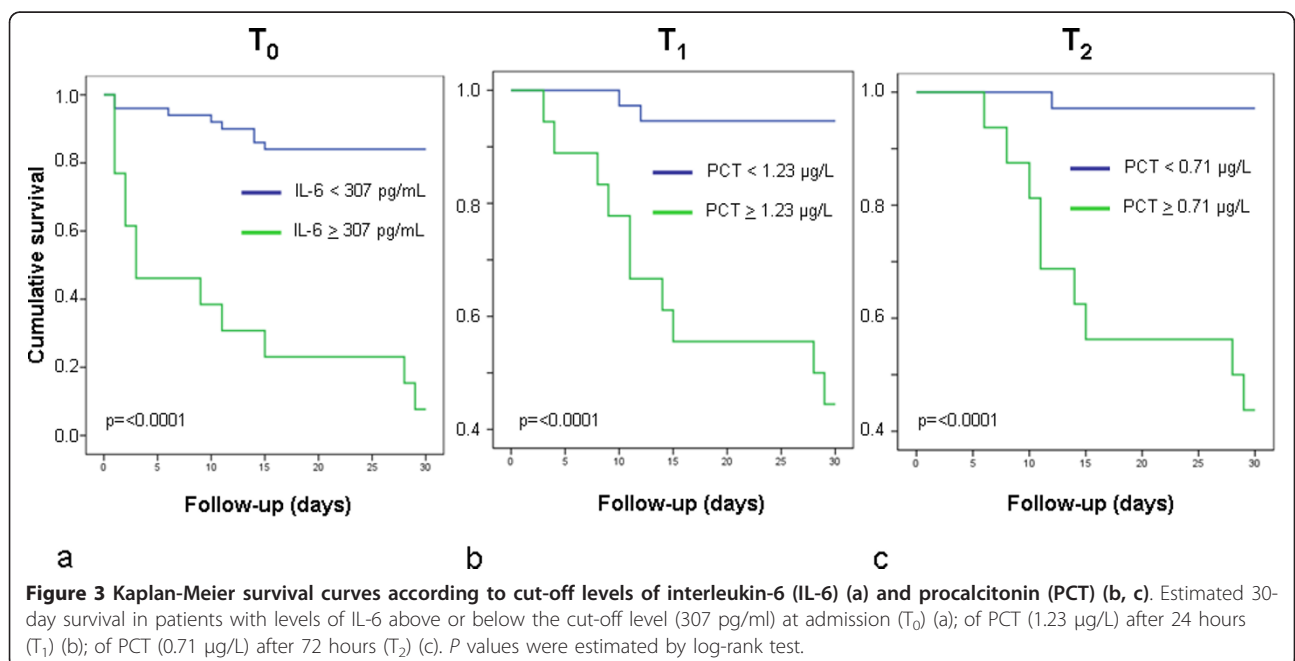 T0
T1
T2
Cumulative survival
1.0
0.8
0.6
0.4
0.2
0.0
IL-6 < 307 pg/mL
IL-6 ≥ 307 pg/mL
p=<0.0001
0 5 10 15 20 25 30
Follow-up (days)
1.0
0.8
0.6
0.4
PCT < 1.23 µg/L
PCT ≥ 1.23 µg/L
p=<0.0001
0 5 10 15 20 25 30
Follow-up (days)
1.0
0.8
0.6
0.4
PCT < 0.71 µg/L
PCT ≥ 0.71 µg/L
p=<0.0001
0 5 10 15 20 25 30
Follow-up (days)
a
b
c
Figure 3 Kaplan-Meier survival curves according to cut-off levels of interleukin-6 (IL-6) (a) and procalcitonin (PCT) (b, c). Estimated 30-
day survival in patients with levels of IL-6 above or below the cut-off level (307 pg/ml) at admission (T0) (a); of PCT (1.23 µg/L) after 24 hours
(T1) (b); of PCT (0.71 µg/L) after 72 hours (T2) (c). P values were estimated by log-rank test.